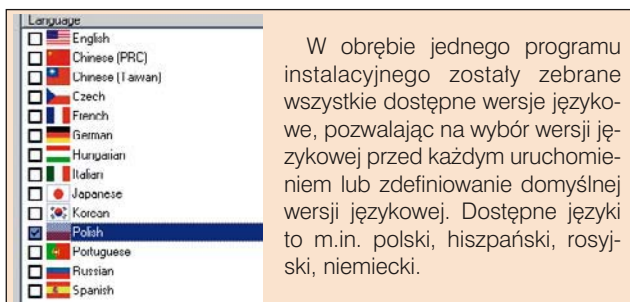 Language
English
Chinese (PRC)
Chinese (Taiwan)
Czech
French
German
Hungarian
Italian
Japanese
Korean
Polish
Portuguese
Russian
Spanish
W obrębie jednego programu
instalacyjnego zostały zebrane
wszystkie dostępne wersje języko-
we, pozwalając na wybór wersji ję-
zykowej przed każdym uruchomie-
niem lub zdefiniowanie domyślnej
wersji językowej. Dostępne języki
to m.in. polski, hiszpański, rosyj-
ski, niemiecki.